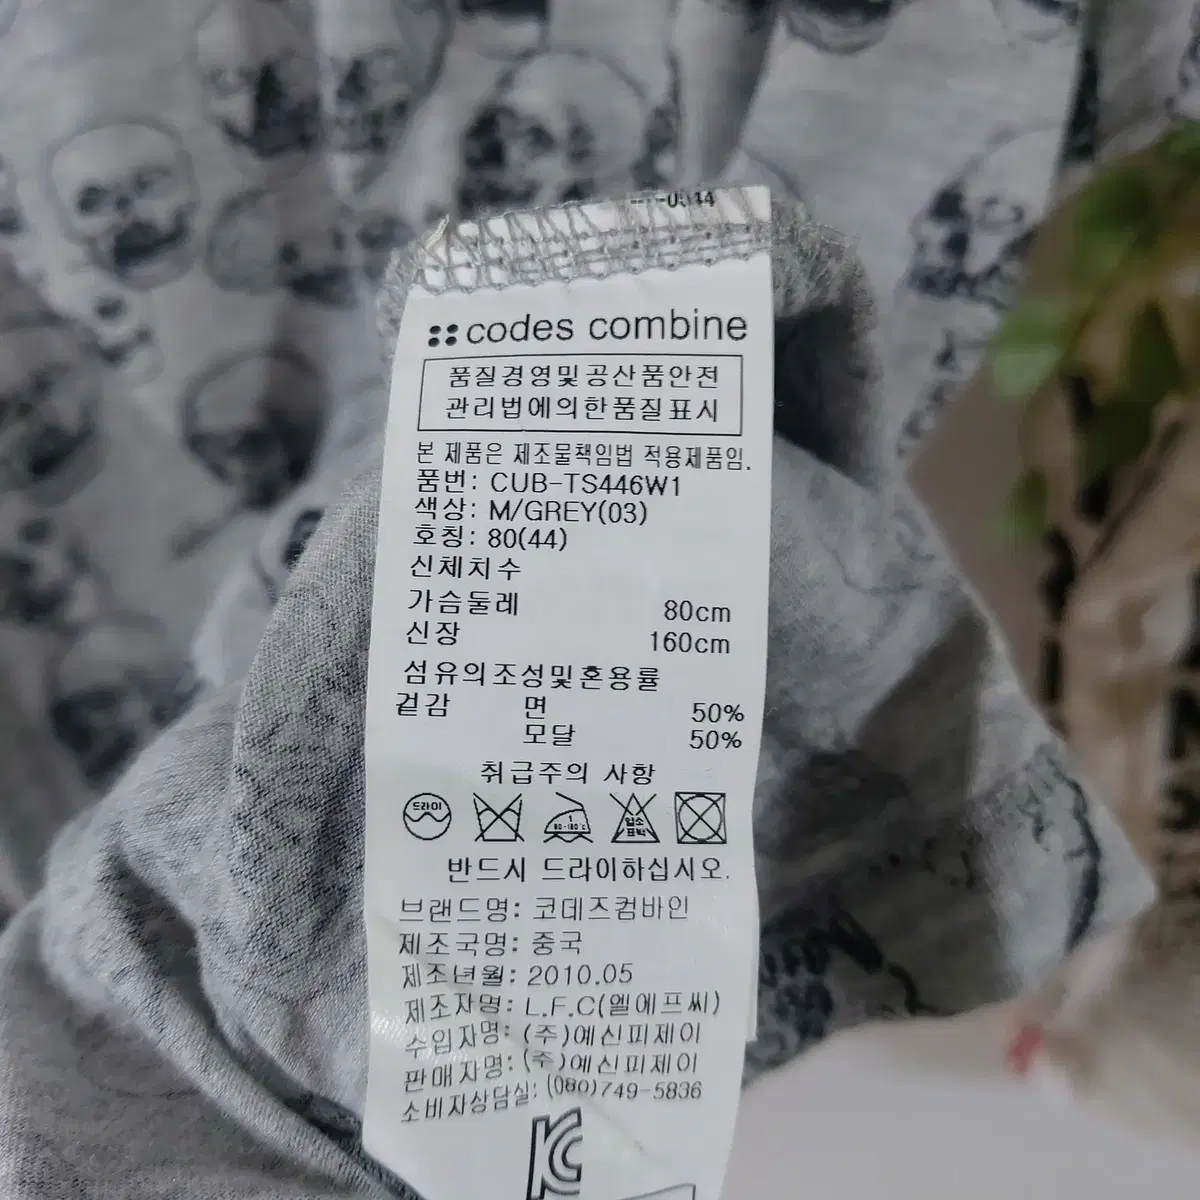 codes combine
품질경영및공산품안전
관리법에의한품질표시
본 제품은 제조물책임법 적용제품임.
품번: CUB-TS446W1
색상: M/GREY(03)
호칭: 80(44)
신체치수
가슴둘레 80cm
신장 160cm
섬유의조성및혼용률
겉감 면 50%
모달 50%
취급주의 사항
드라이
1
80-180℃
염소
표백
반드시 드라이하십시오.
브랜드명: 코데즈컴바인
제조국명: 중국
제조년월: 2010.05
제조자명: L.F.C(엘에프씨)
수입자명: (주)예신피제이
판매자명: (주)예신피제이
소비자상담실: (080)749-5836
KC